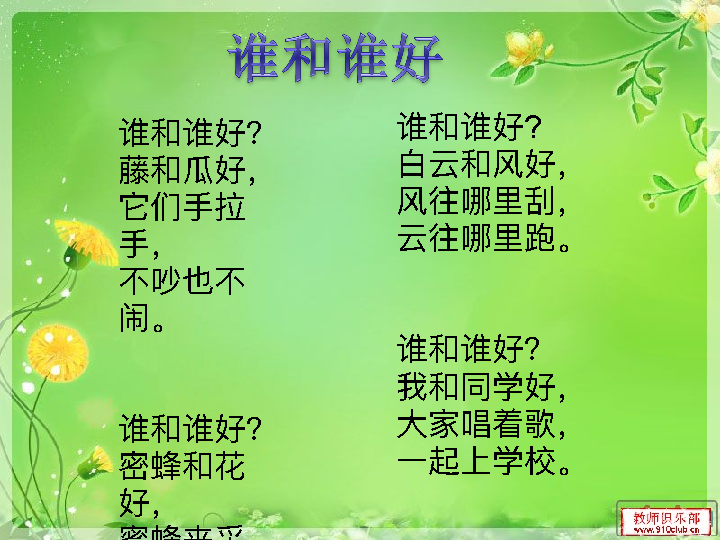 谁和谁好
谁和谁好?
藤和瓜好，
它们手拉
手，
不吵也不
闹。
谁和谁好?
密蜂和花
好，
蜜蜂来采
谁和谁好?
白云和风好，
风往哪里刮，
云往哪里跑。
谁和谁好?
我和同学好，
大家唱着歌，
一起上学校。
教师俱乐部
www.910club.cn